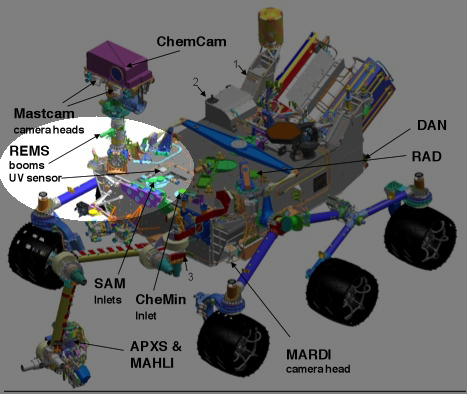 ChemCam
1
2
Mastcam
camera heads
REMS
booms
UV sensor
DAN
RAD
SAM
Inlets
CheMin
Inlet
3
APXS &
MAHLI
MARDI
camera head